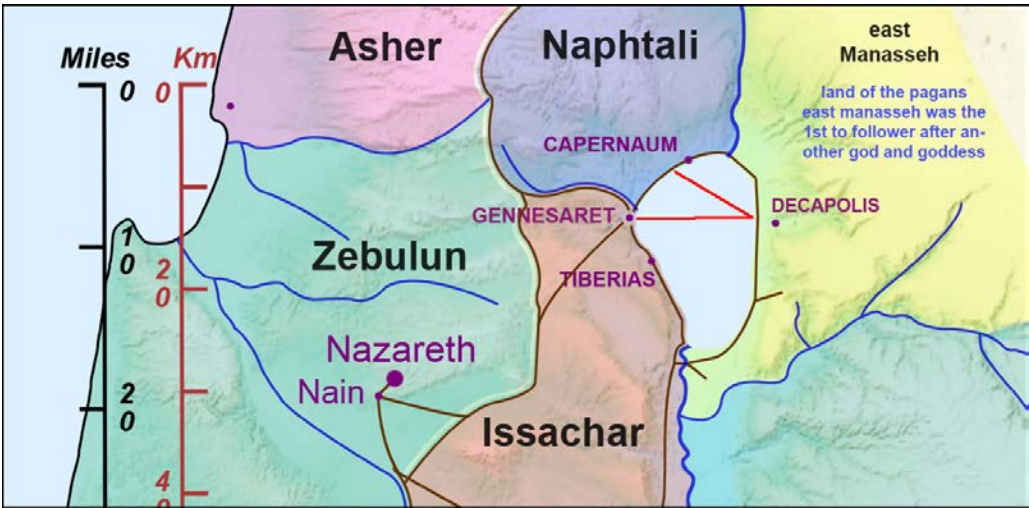 Miles
Km
0
0
1
0
2
0
2
0
4
Asher
Naphtali
east
Manasseh
land of the pagans
east manasseh was the
1st to follower after an-
other god and goddess
CAPERNAUM
GENNESARET
DECAPOLIS
Zebulun
TIBERIAS
Nazareth
Nain
Issachar